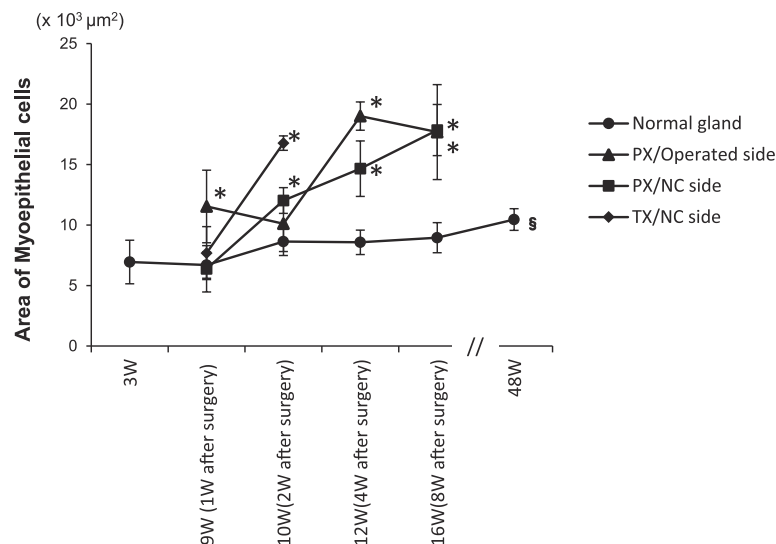 (x 10³ µm²)
Area of Myoepithelial cells
25
20
15
10
5
0
*
*
*
*
*
*
*
§
//
3W
9W (1W after surgery)
10W(2W after surgery)
12W(4W after surgery)
16W(8W after surgery)
48W
Normal gland
PX/Operated side
PX/NC side
TX/NC side